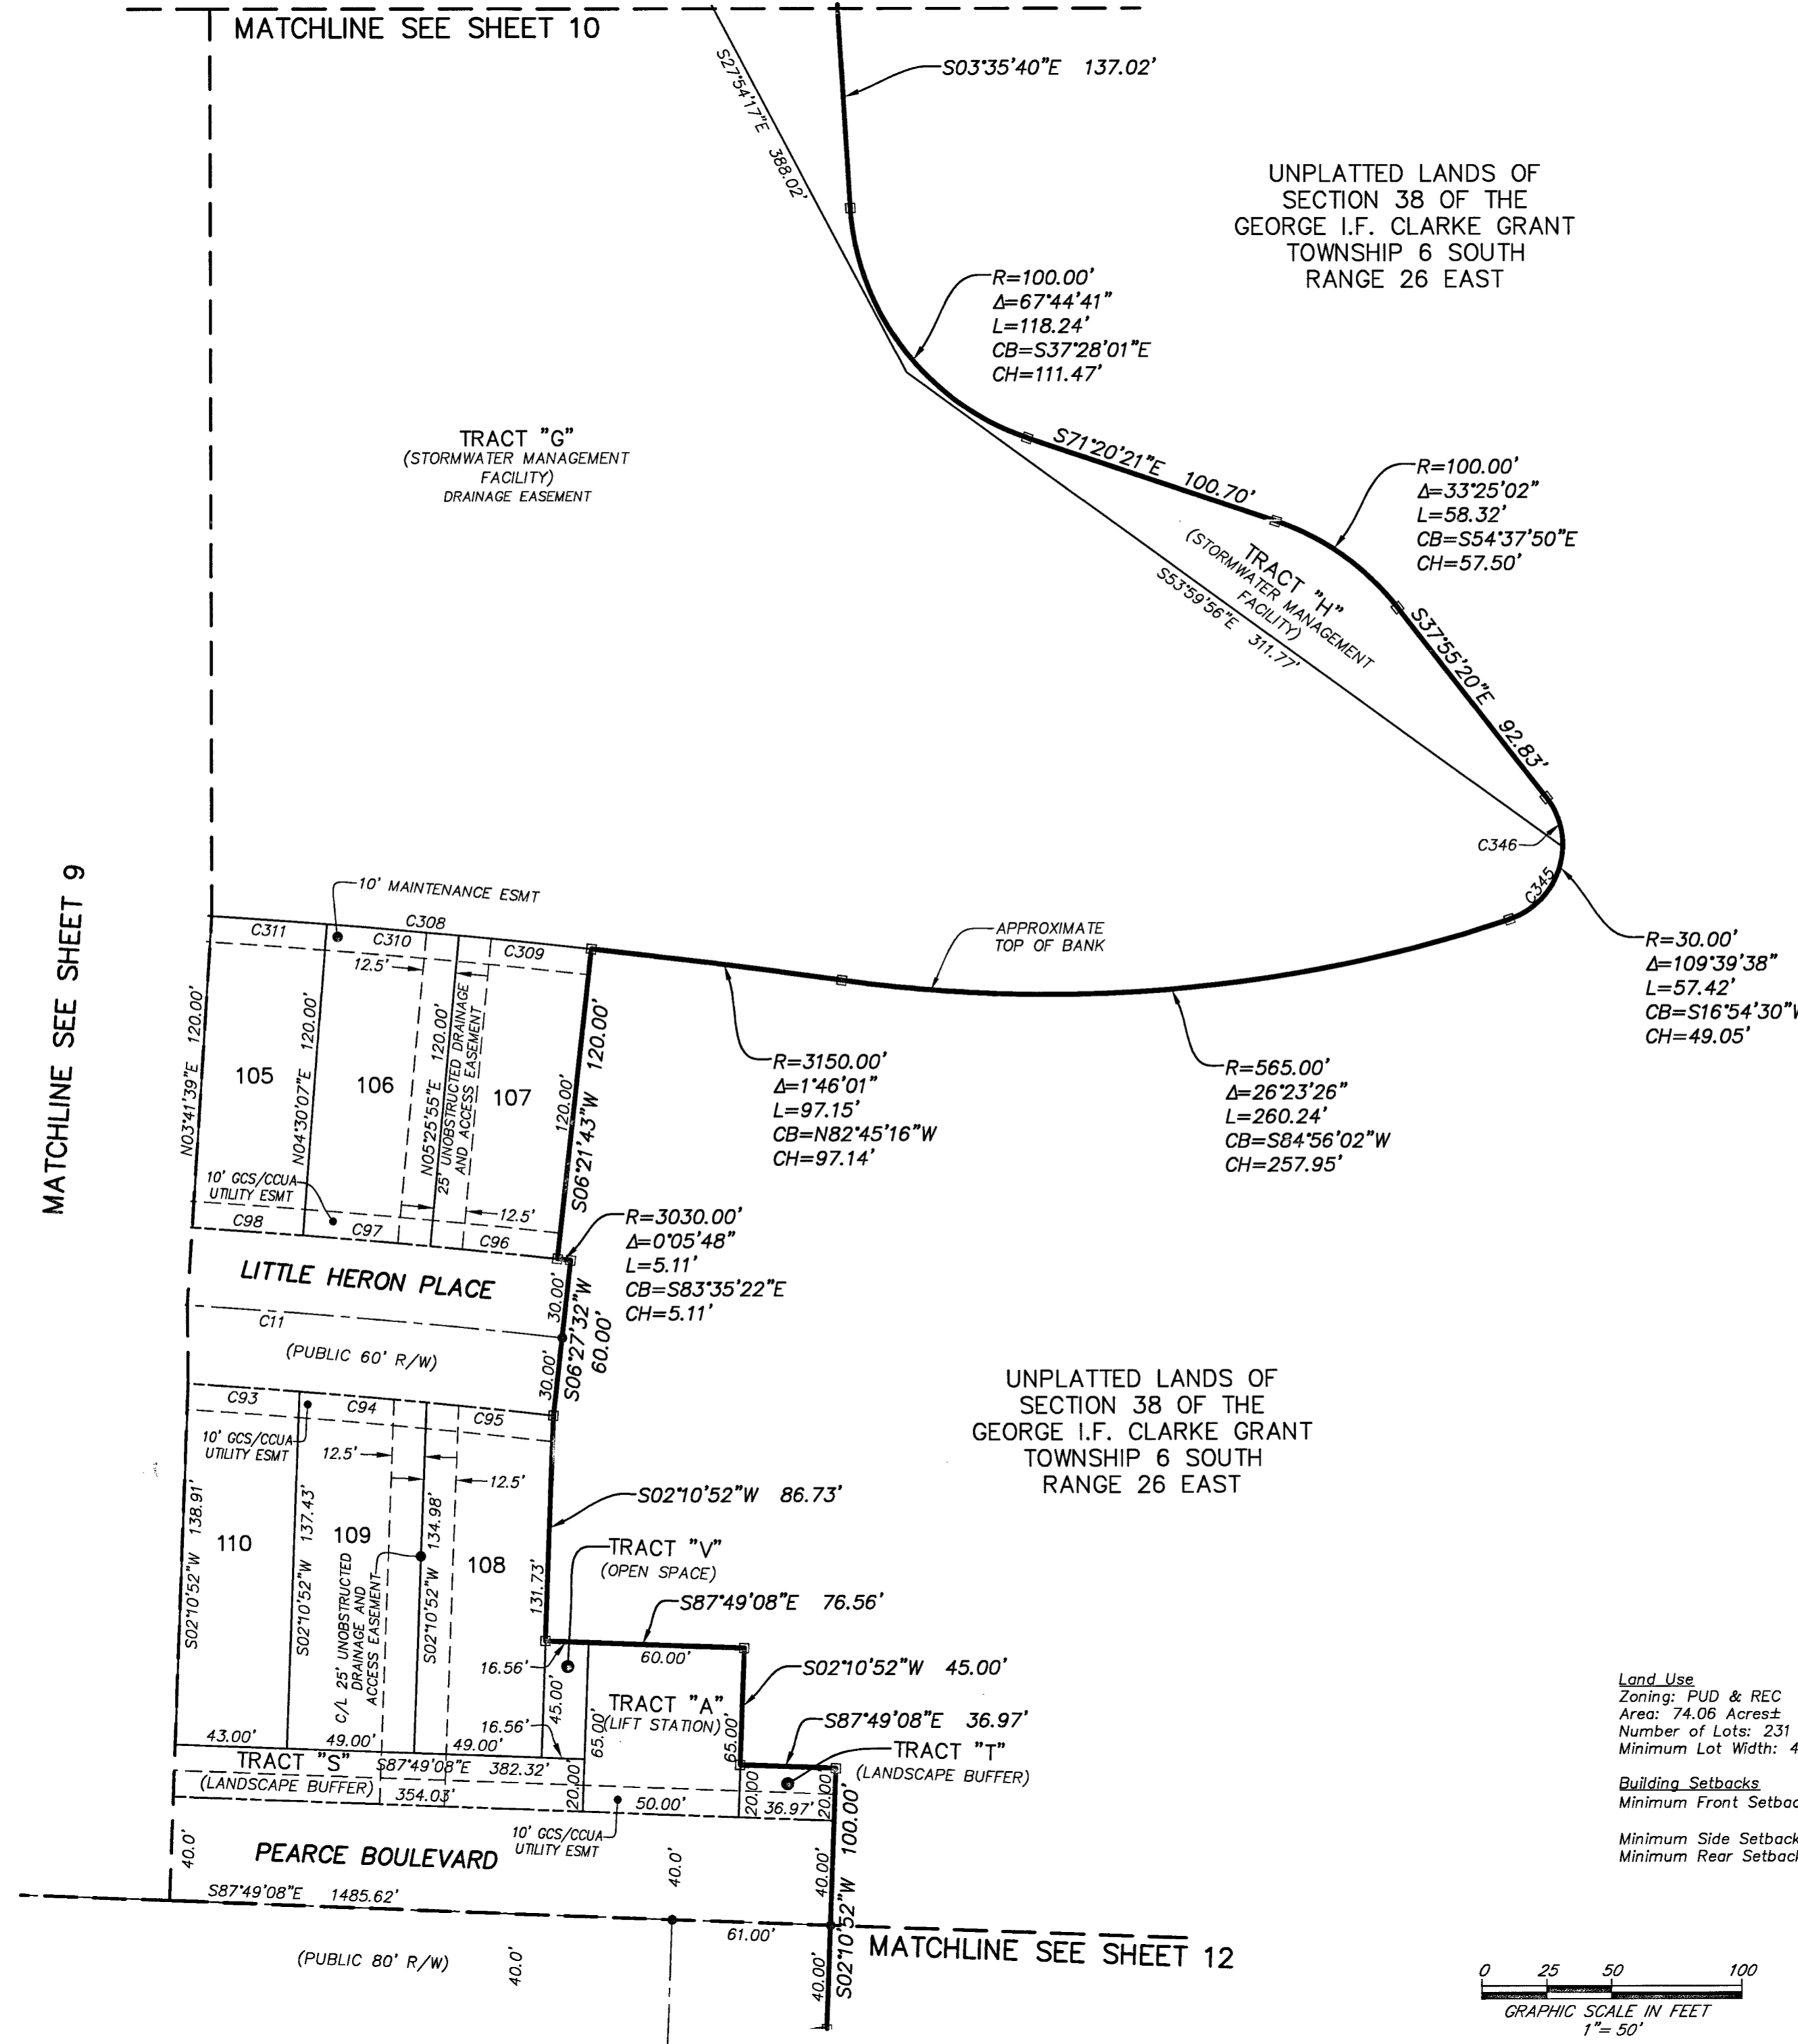 MATCHLINE SEE SHEET 10
S03°35'40"E 137.02'
S27°54'17"E 388.02'
UNPLATTED LANDS OF
SECTION 38 OF THE
GEORGE I.F. CLARKE GRANT
TOWNSHIP 6 SOUTH
RANGE 26 EAST
R=100.00'
Δ=67°44'41"
L=118.24'
CB=S37°28'01"E
CH=111.47'
TRACT "G"
(STORMWATER MANAGEMENT
FACILITY)
DRAINAGE EASEMENT
S71°20'21"E 100.70'
R=100.00'
Δ=33°25'02"
L=58.32'
CB=S54°37'50"E
CH=57.50'
TRACT "H"
(STORMWATER MANAGEMENT
FACILITY)
S53°59'56"E 311.77'
S37°55'20"E 92.83'
C346
C345
MATCHLINE SEE SHEET 9
10' MAINTENANCE ESMT
C311
C308
C310
C309
12.5'
APPROXIMATE
TOP OF BANK
R=30.00'
Δ=109°39'38"
L=57.42'
CB=S16°54'30"W
CH=49.05'
N03°41'39"E 120.00'
105
N04°30'07"E 120.00'
106
N05°25'55"E 120.00'
25' UNOBSTRUCTED DRAINAGE
AND ACCESS EASEMENT
107
120.00'
S06°21'43"W 120.00'
R=3150.00'
Δ=1°46'01"
L=97.15'
CB=N82°45'16"W
CH=97.14'
R=565.00'
Δ=26°23'26"
L=260.24'
CB=S84°56'02"W
CH=257.95'
10' GCS/CCUA
UTILITY ESMT
12.5'
C98
C97
C96
R=3030.00'
Δ=0°05'48"
L=5.11'
CB=S83°35'22"E
CH=5.11'
LITTLE HERON PLACE
30.00'
S06°27'32"W
60.00'
C11
(PUBLIC 60' R/W)
30.00'
UNPLATTED LANDS OF
SECTION 38 OF THE
GEORGE I.F. CLARKE GRANT
TOWNSHIP 6 SOUTH
RANGE 26 EAST
C93
C94
C95
10' GCS/CCUA
UTILITY ESMT
12.5'
12.5'
S02°10'52"W 138.91'
110
S02°10'52"W 137.43'
109
C/L 25' UNOBSTRUCTED
DRAINAGE AND
ACCESS EASEMENT
S02°10'52"W 134.98'
108
131.73'
S02°10'52"W 86.73'
TRACT "V"
(OPEN SPACE)
S87°49'08"E 76.56'
16.56'
60.00'
S02°10'52"W 45.00'
45.00'
TRACT "A"
(LIFT STATION)
65.00'
65.00'
16.56'
S87°49'08"E 36.97'
TRACT "T"
(LANDSCAPE BUFFER)
43.00'
49.00'
49.00'
TRACT "S"
(LANDSCAPE BUFFER)
S87°49'08"E 382.32'
354.03'
20.00'
50.00'
20.00'
36.97'
20.00'
10' GCS/CCUA
UTILITY ESMT
PEARCE BOULEVARD
40.0'
40.0'
40.00'
S02°10'52"W 100.00'
S87°49'08"E 1485.62'
61.00'
MATCHLINE SEE SHEET 12
(PUBLIC 80' R/W)
40.0'
40.00'
Land Use
Zoning: PUD & REC
Area: 74.06 Acres±
Number of Lots: 231
Minimum Lot Width: 4
Building Setbacks
Minimum Front Setbac
Minimum Side Setback
Minimum Rear Setback
0 25 50 100
GRAPHIC SCALE IN FEET
1"= 50'